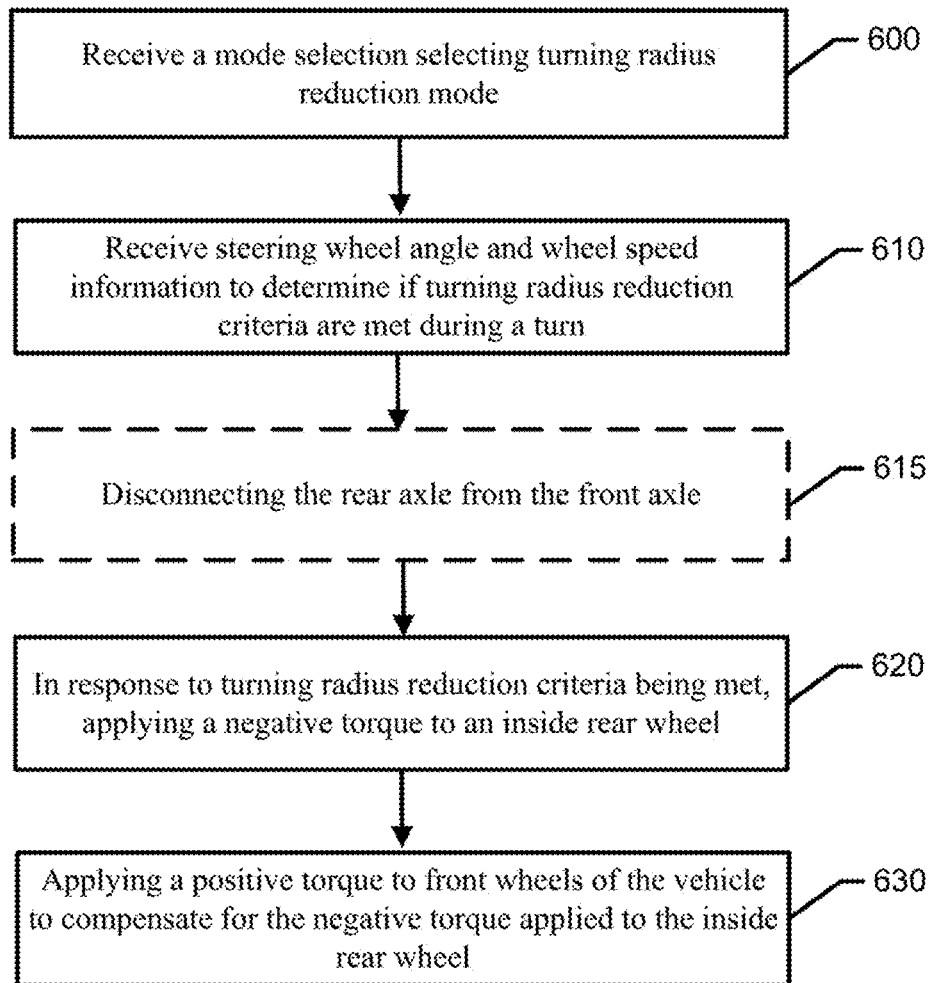 Receive a mode selection selecting turning radius
reduction mode
600
Receive steering wheel angle and wheel speed
information to determine if turning radius reduction
criteria are met during a turn
610
Disconnecting the rear axle from the front axle
615
In response to turning radius reduction criteria being met,
applying a negative torque to an inside rear wheel
620
Applying a positive torque to front wheels of the vehicle
to compensate for the negative torque applied to the inside
rear wheel
630